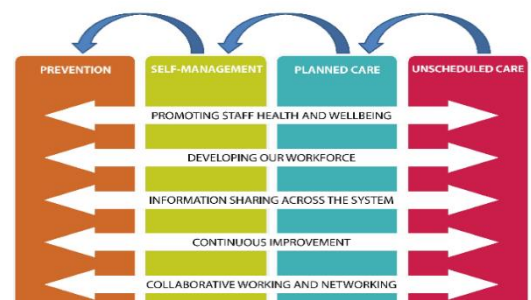 PREVENTION
SELF-MANAGEMENT
PLANNED CARE
UNSCHEDULED CARE
PROMOTING STAFF HEALTH AND WELLBEING
DEVELOPING OUR WORKFORCE
INFORMATION SHARING ACROSS THE SYSTEM
CONTINUOUS IMPROVEMENT
COLLABORATIVE WORKING AND NETWORKING